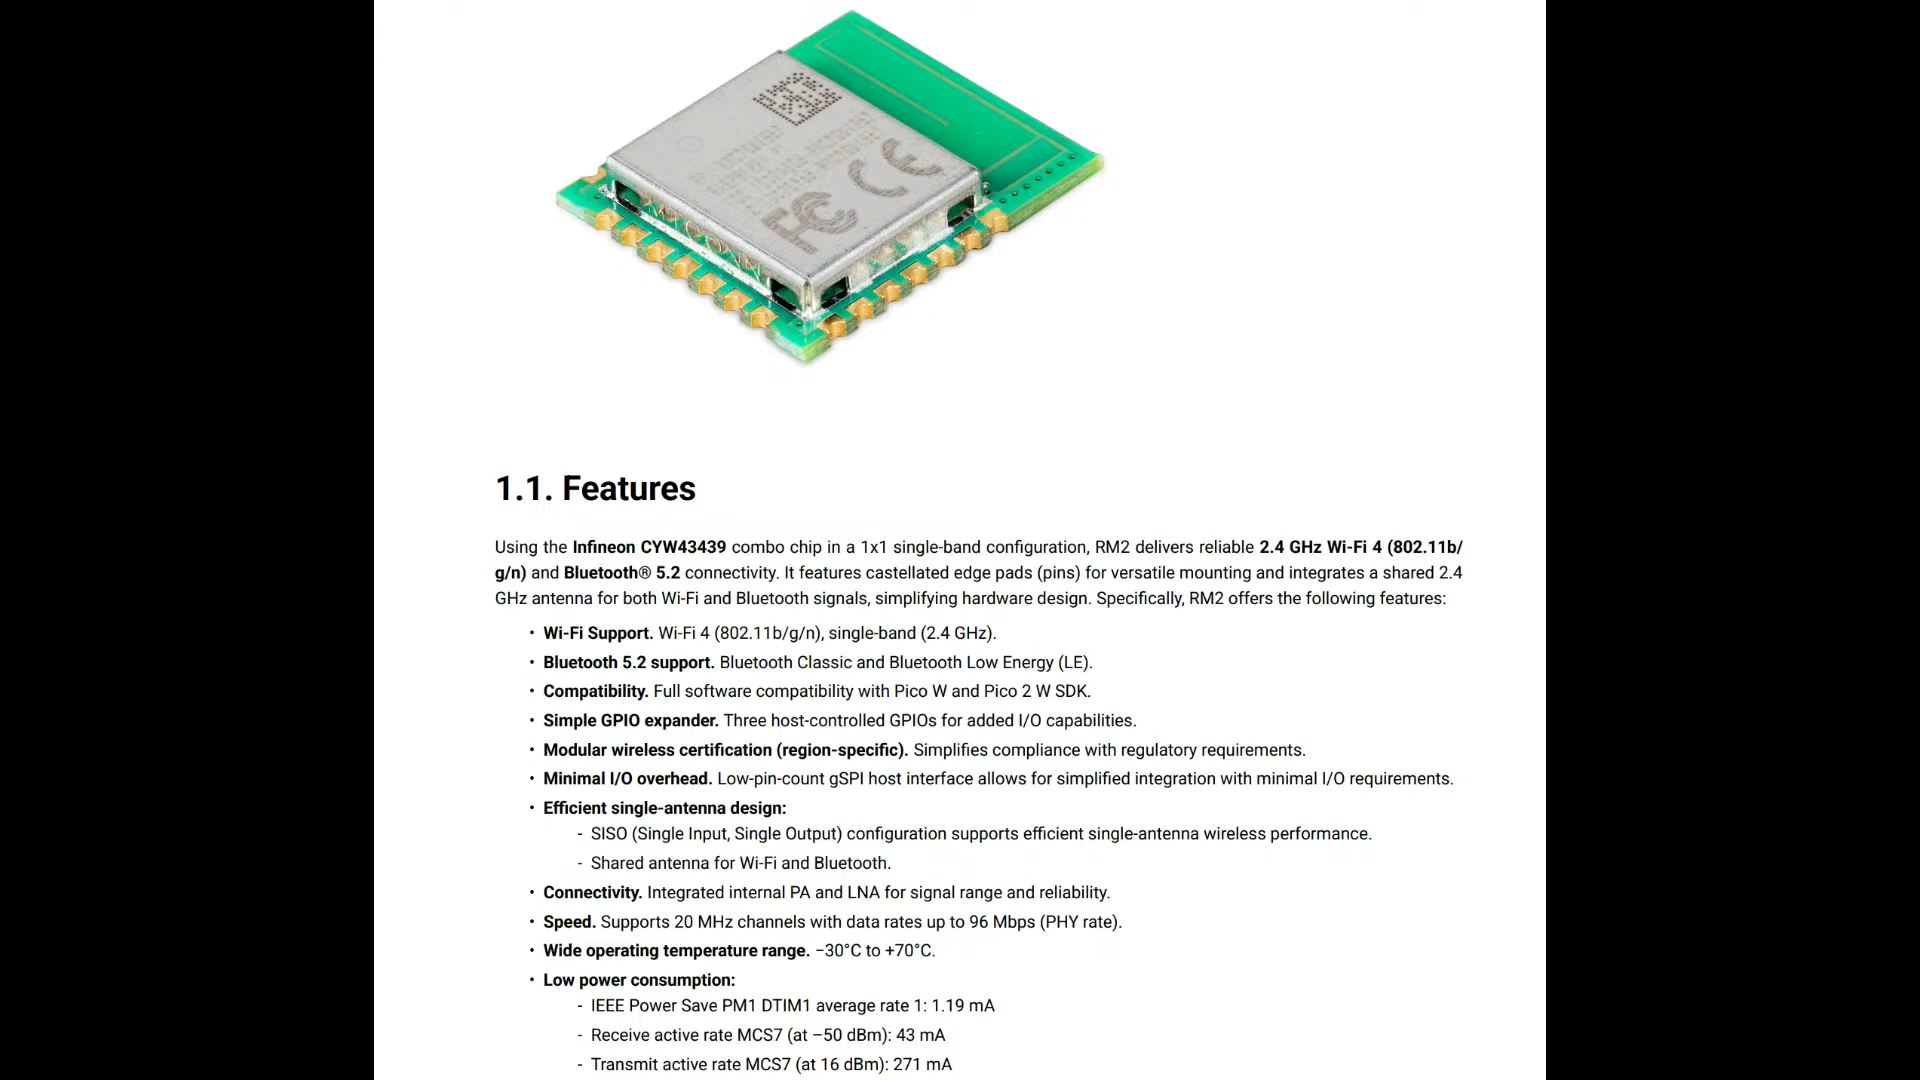 FC CE
1.1. Features
Using the Infineon CYW43439 combo chip in a 1x1 single-band configuration, RM2 delivers reliable 2.4 GHz Wi-Fi 4 (802.11b/
g/n) and Bluetooth® 5.2 connectivity. It features castellated edge pads (pins) for versatile mounting and integrates a shared 2.4
GHz antenna for both Wi-Fi and Bluetooth signals, simplifying hardware design. Specifically, RM2 offers the following features:
• Wi-Fi Support. Wi-Fi 4 (802.11b/g/n), single-band (2.4 GHz).
• Bluetooth 5.2 support. Bluetooth Classic and Bluetooth Low Energy (LE).
• Compatibility. Full software compatibility with Pico W and Pico 2 W SDK.
• Simple GPIO expander. Three host-controlled GPIOs for added I/O capabilities.
• Modular wireless certification (region-specific). Simplifies compliance with regulatory requirements.
• Minimal I/O overhead. Low-pin-count gSPI host interface allows for simplified integration with minimal I/O requirements.
• Efficient single-antenna design:
- SISO (Single Input, Single Output) configuration supports efficient single-antenna wireless performance.
- Shared antenna for Wi-Fi and Bluetooth.
• Connectivity. Integrated internal PA and LNA for signal range and reliability.
• Speed. Supports 20 MHz channels with data rates up to 96 Mbps (PHY rate).
• Wide operating temperature range. −30°C to +70°C.
• Low power consumption:
- IEEE Power Save PM1 DTIM1 average rate 1: 1.19 mA
- Receive active rate MCS7 (at −50 dBm): 43 mA
- Transmit active rate MCS7 (at 16 dBm): 271 mA